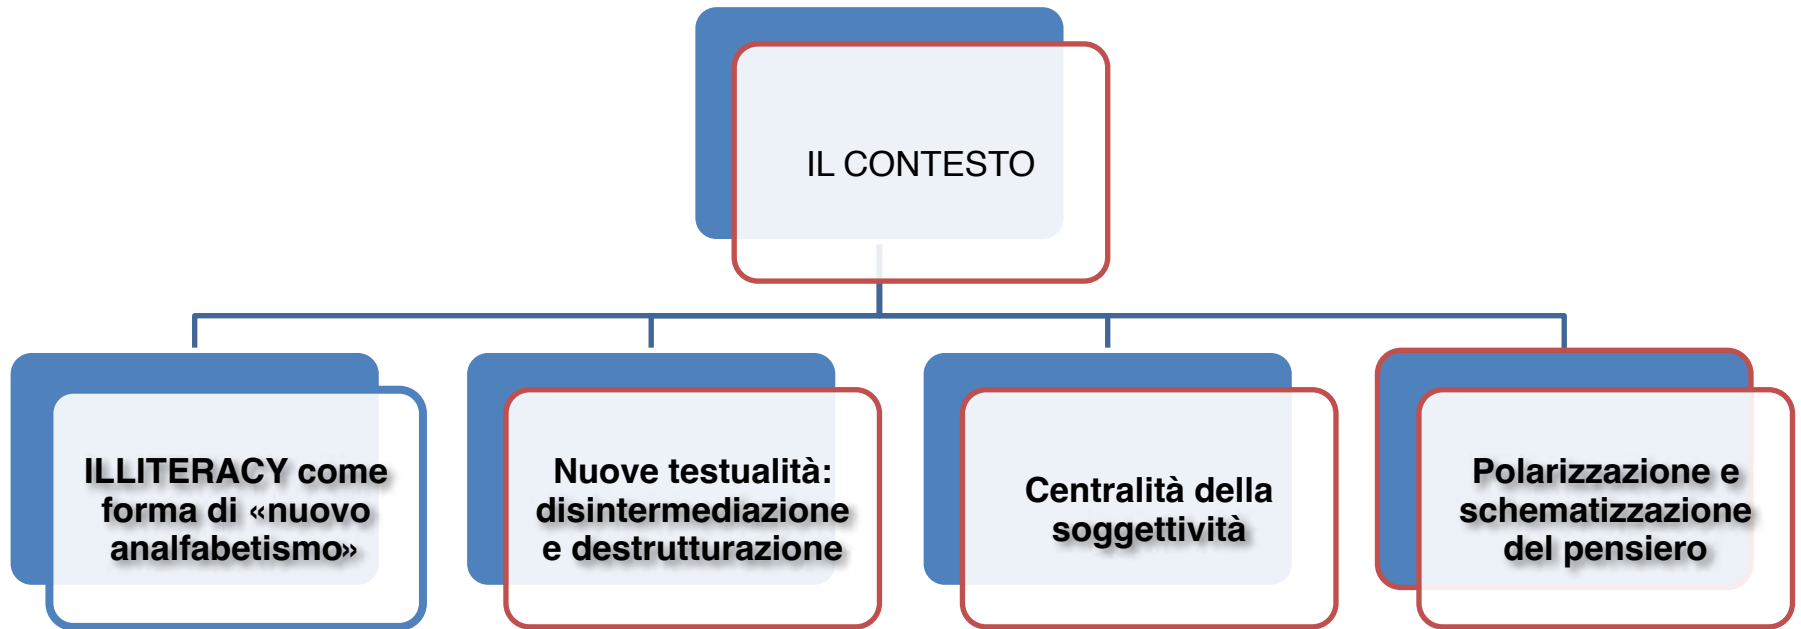 IL CONTESTO
ILLITERACY come
forma di «nuovo
analfabetismo»
Nuove testualità:
disintermediazione
e destrutturazione
Centralità della
soggettività
Polarizzazione e
schematizzazione
del pensiero